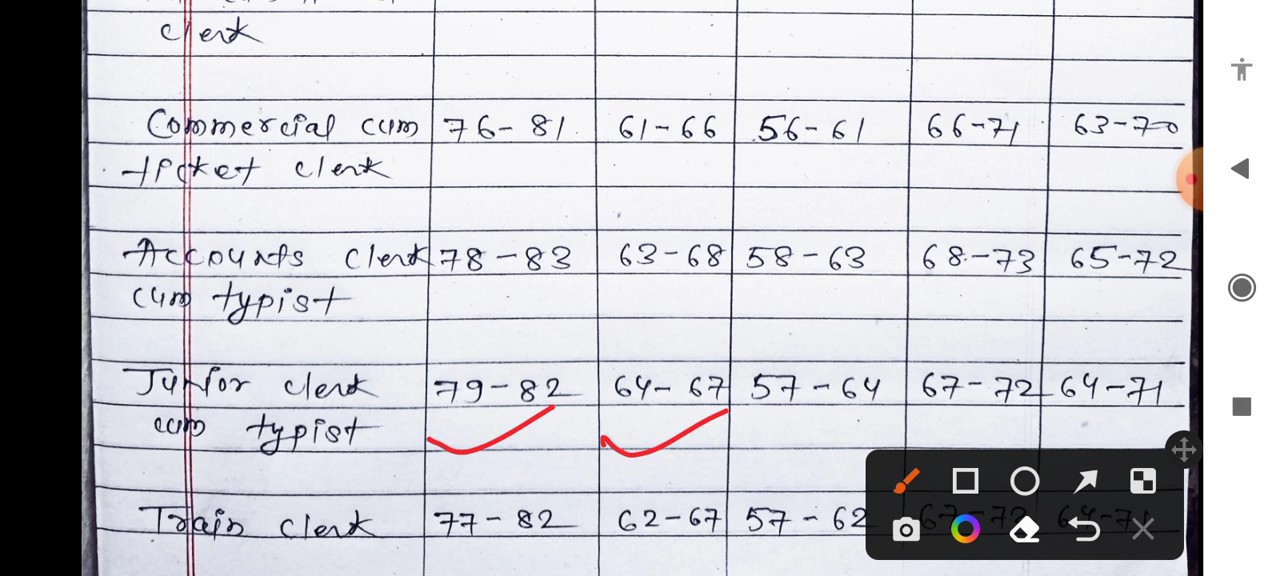 clerk
Commercial cum 76-81 61-66 56-61 66-71 63-70
ticket clerk
Accounts Clerk 78-83 63-68 58-63 68-73 65-72
cum typist
Junior clerk 79-82 64-67 57-64 67-72 64-71
cum typist
Train clerk 77-82 62-67 57-62